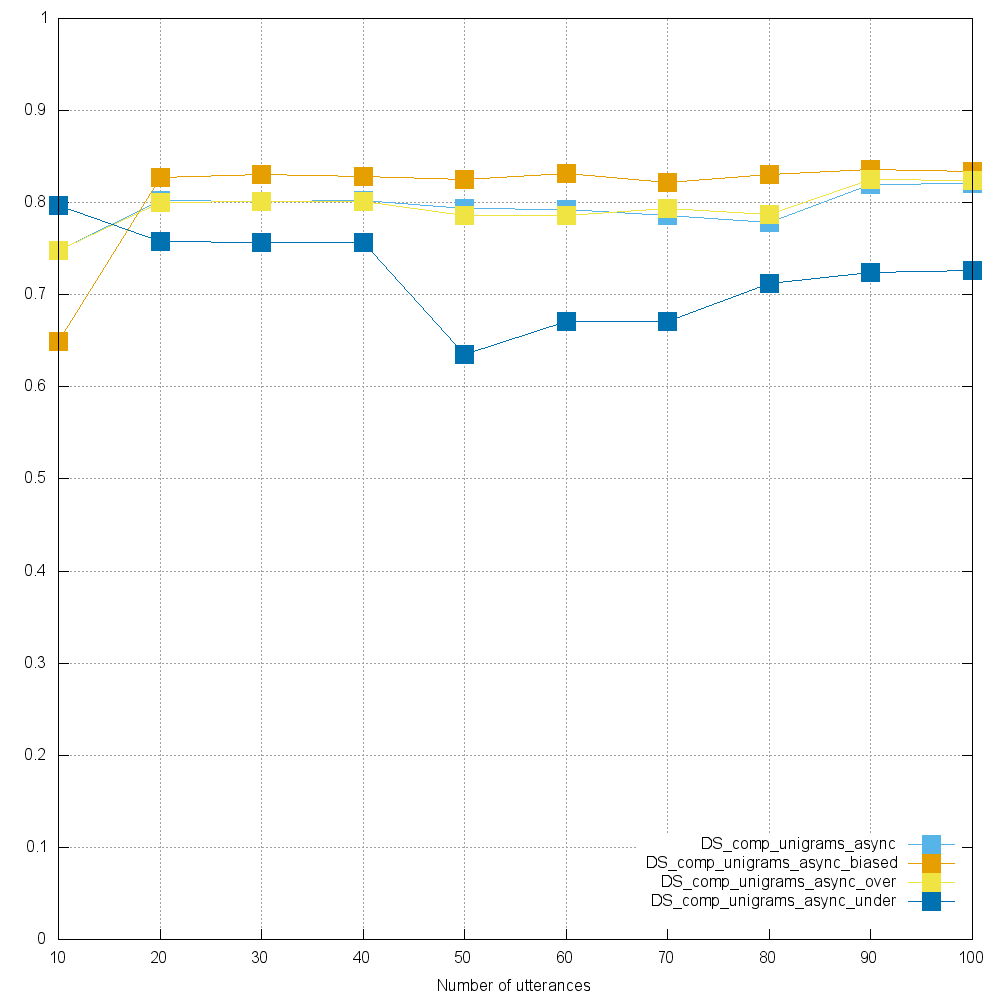 1
0.9
0.8
0.7
0.6
0.5
0.4
0.3
0.2
0.1
0
DS_comp_unigrams_async
DS_comp_unigrams_async_biased
DS_comp_unigrams_async_over
DS_comp_unigrams_async_under
10 20 30 40 50 60 70 80 90 100
Number of utterances